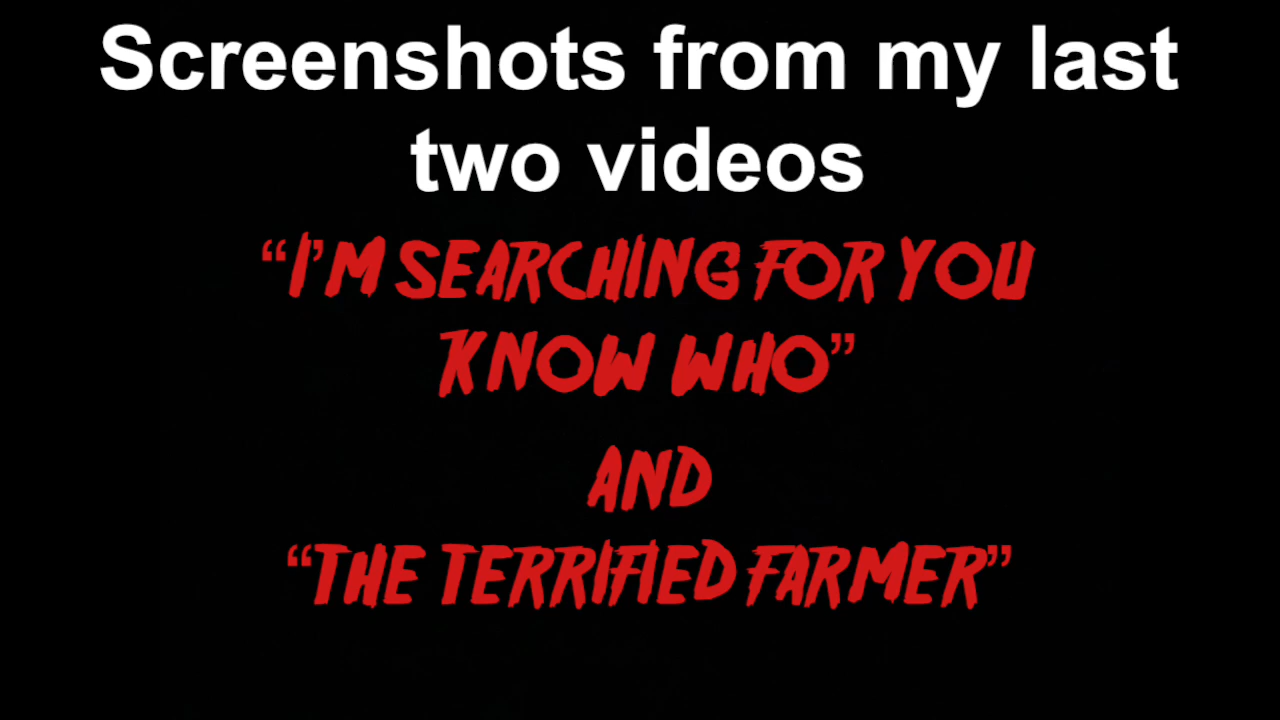 Screenshots from my last
two videos
“I’M SEARCHING FOR YOU
KNOW WHO”
AND
“THE TERRIFIED FARMER”